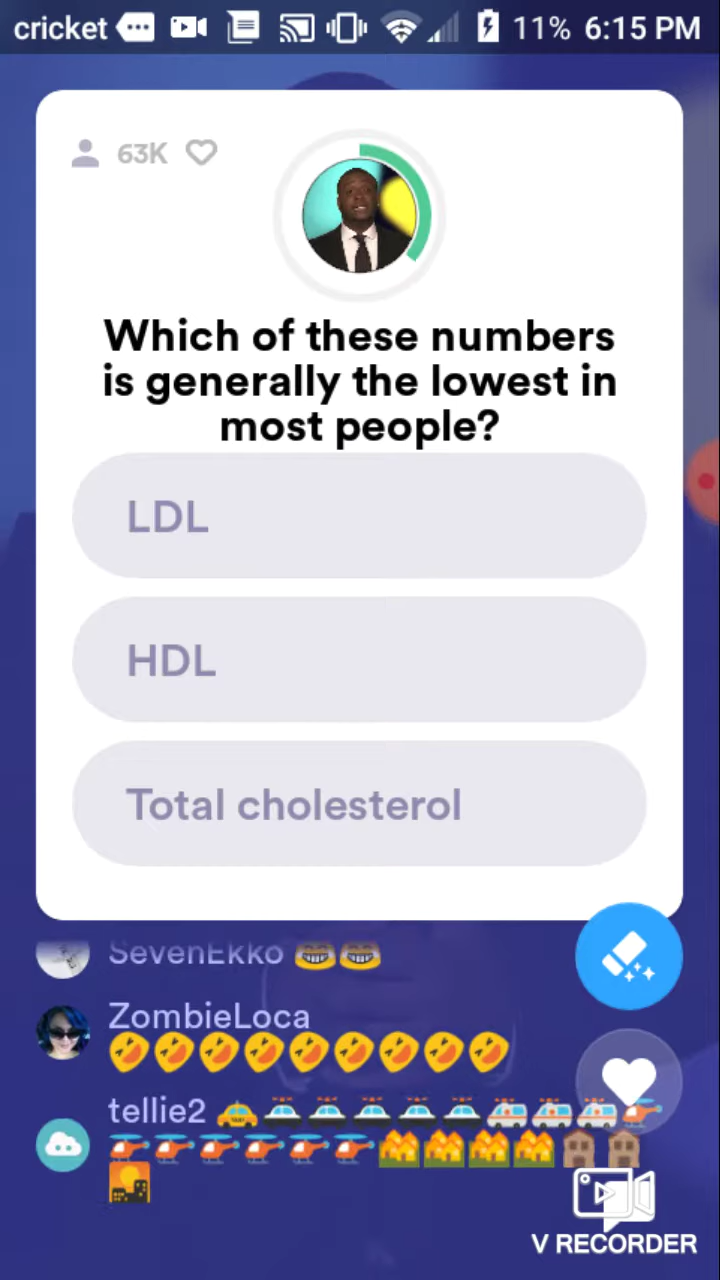 cricket 11% 6:15 PM
63K
Which of these numbers
is generally the lowest in
most people?
LDL
HDL
Total cholesterol
SevenEkko
ZombieLoca
tellie2
V RECORDER